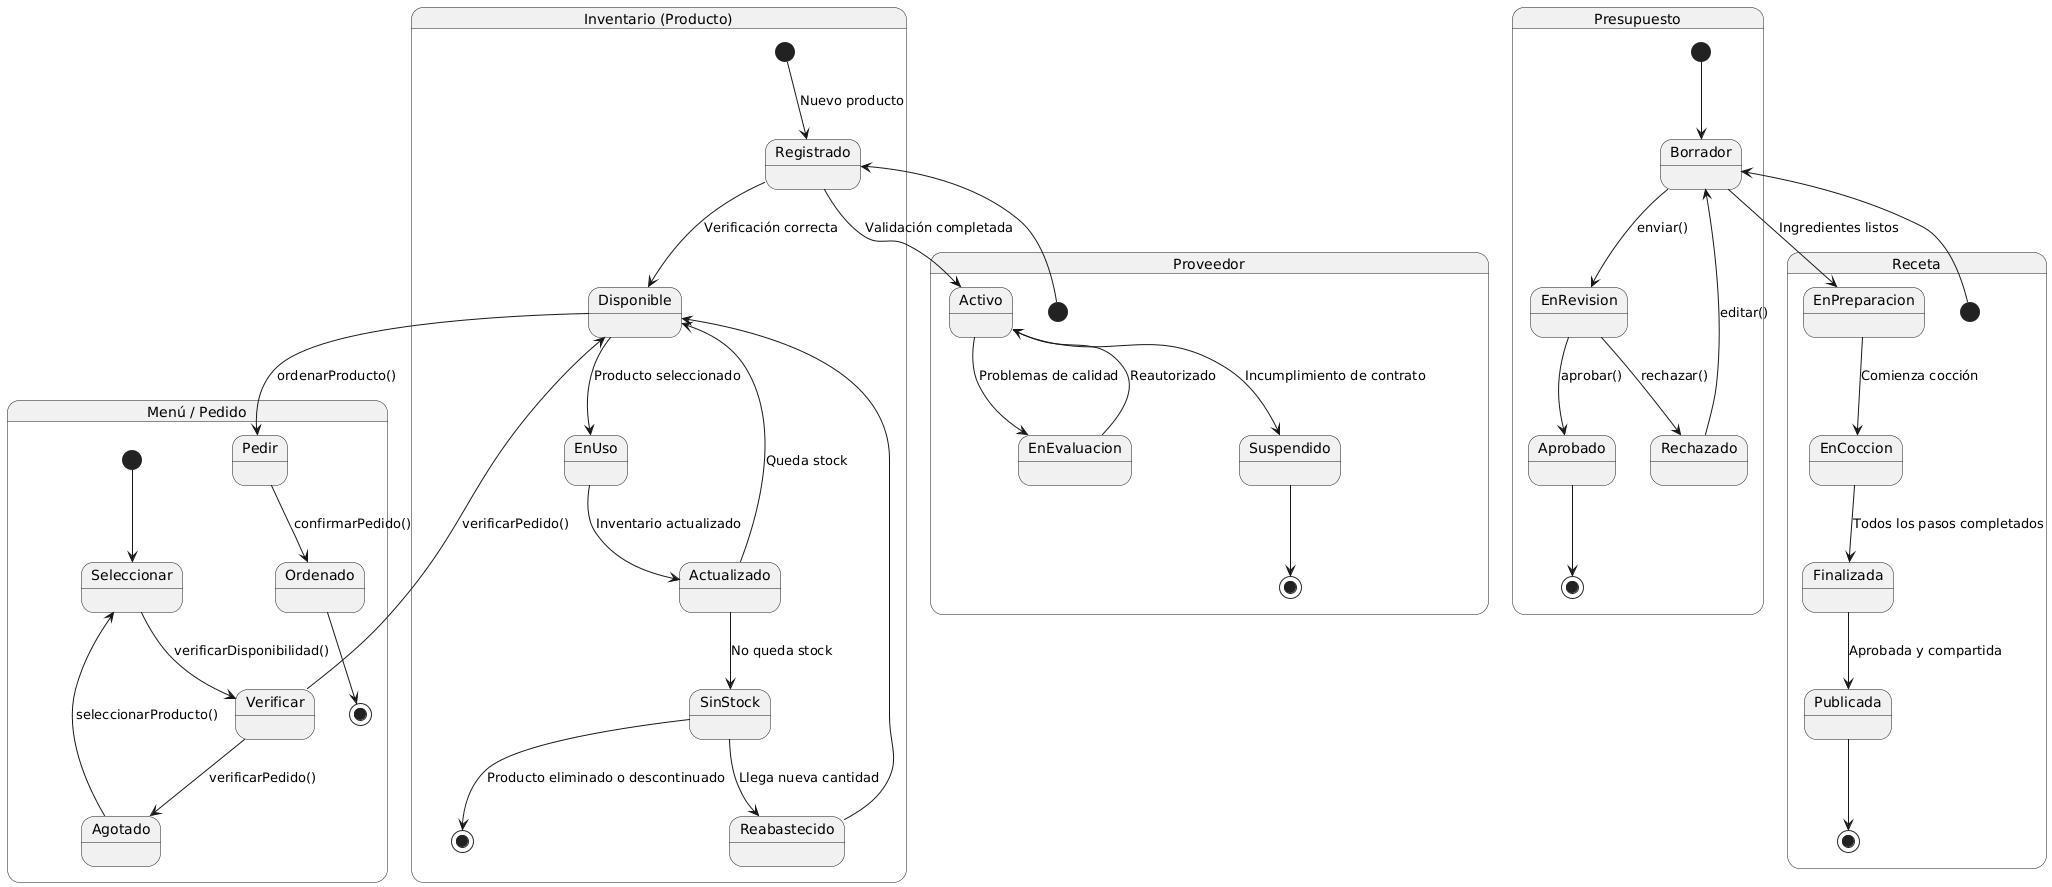 Inventario (Producto)
Nuevo producto
Registrado
Verificación correcta
Validación completada
Disponible
ordenarProducto()
Producto seleccionado
EnUso
Queda stock
verificarPedido()
Inventario actualizado
Actualizado
No queda stock
SinStock
Producto eliminado o descontinuado
Llega nueva cantidad
Reabastecido
Menú / Pedido
Pedir
confirmarPedido()
Seleccionar
Ordenado
verificarDisponibilidad()
Verificar
seleccionarProducto()
verificarPedido()
Agotado
Proveedor
Activo
Problemas de calidad
Reautorizado
Incumplimiento de contrato
EnEvaluacion
Suspendido
Presupuesto
Borrador
enviar()
Ingredientes listos
EnRevision
editar()
aprobar()
rechazar()
Aprobado
Rechazado
Receta
EnPreparacion
Comienza cocción
EnCoccion
Todos los pasos completados
Finalizada
Aprobada y compartida
Publicada